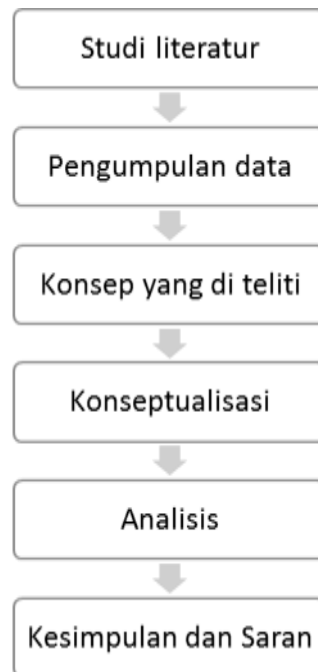 Studi literatur
Pengumpulan data
Konsep yang di teliti
Konseptualisasi
Analisis
Kesimpulan dan Saran